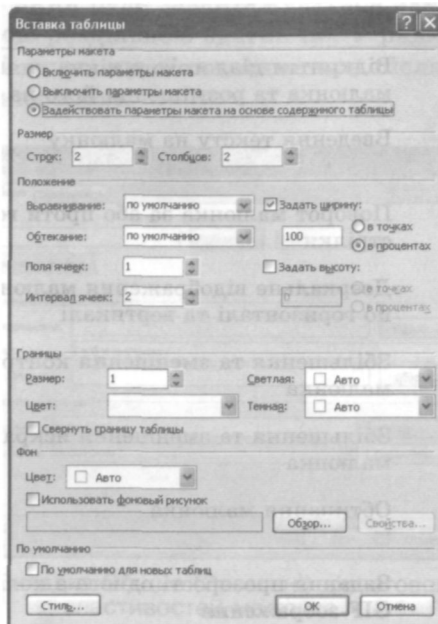 Вставка таблицы
Параметры макета
Включить параметры макета
Выключить параметры макета
Задействовать параметры макета на основе содержимого таблицы
Размер
Строк: 2 Столбцов: 2
Положение
Выравнивание: по умолчанию Задать ширину:
Обтекание: по умолчанию 100 в точках
в процентах
Поля ячеек: 1 Задать высоту:
Интервал ячеек: 2 0 в точках
в процентах
Границы
Размер: 1 Светлая: Авто
Цвет: Темная: Авто
Свернуть границу таблицы
Фон
Цвет: Авто
Использовать фоновый рисунок
Обзор... Свойства...
По умолчанию
По умолчанию для новых таблиц
Стиль... ОК Отмена